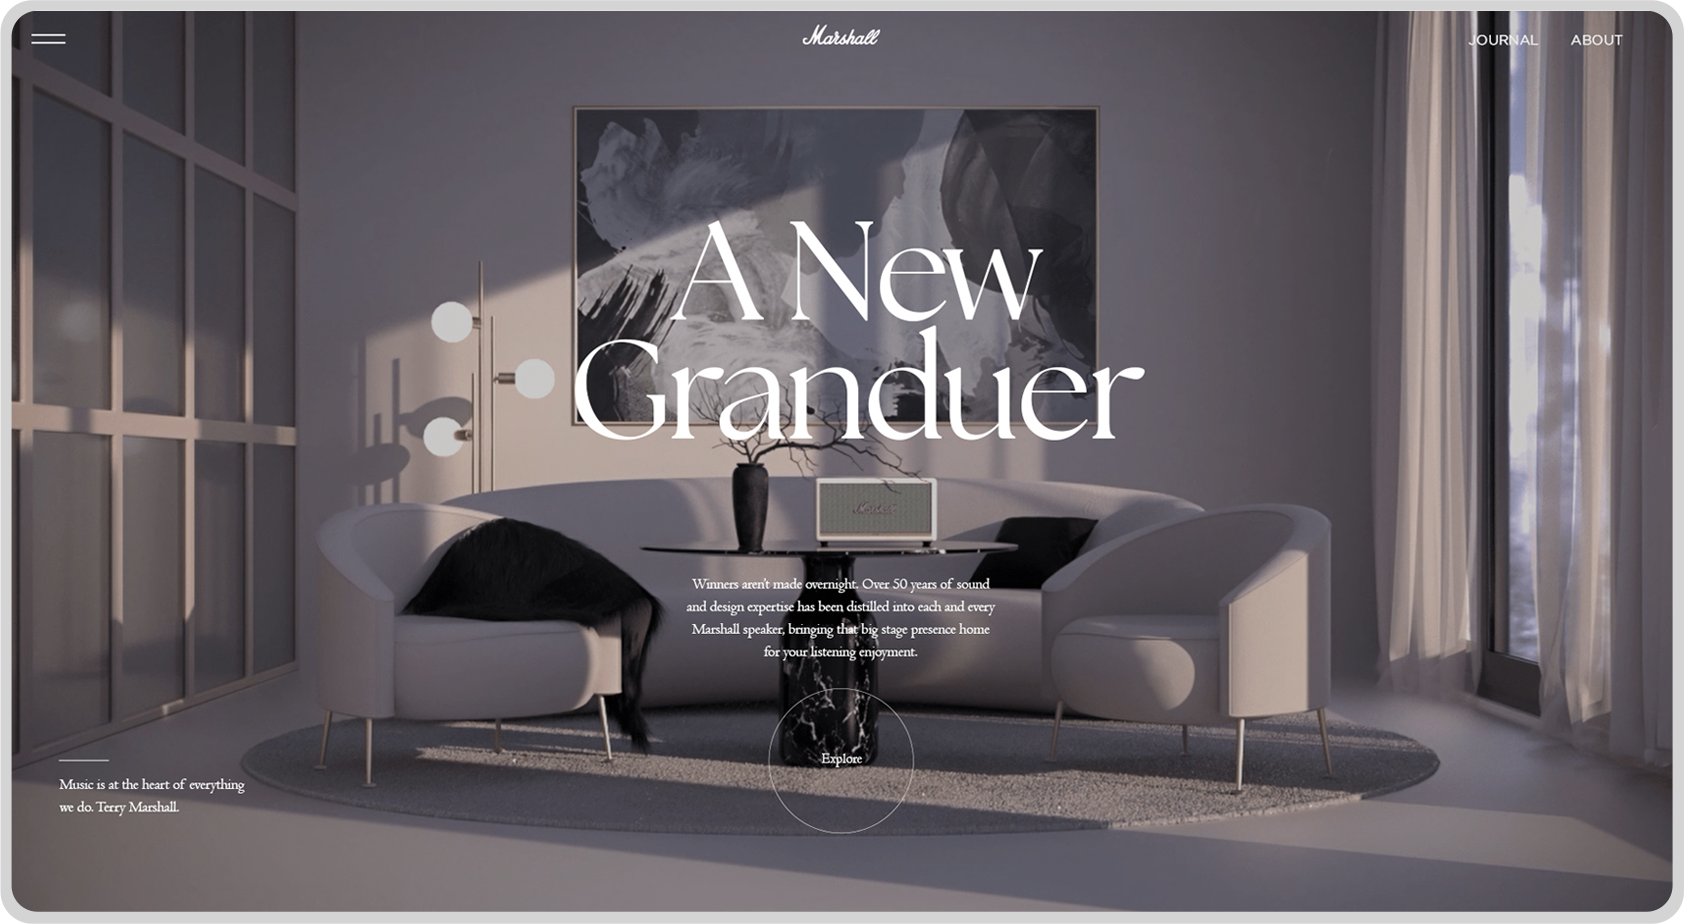 Marshall
JOURNAL ABOUT
A New
Granduer
Marshall
Winners aren't made overnight. Over 50 years of sound
and design expertise has been distilled into each and every
Marshall speaker, bringing that big stage presence home
for your listening enjoyment.
Explore
Music is at the heart of everything
we do. Terry Marshall.